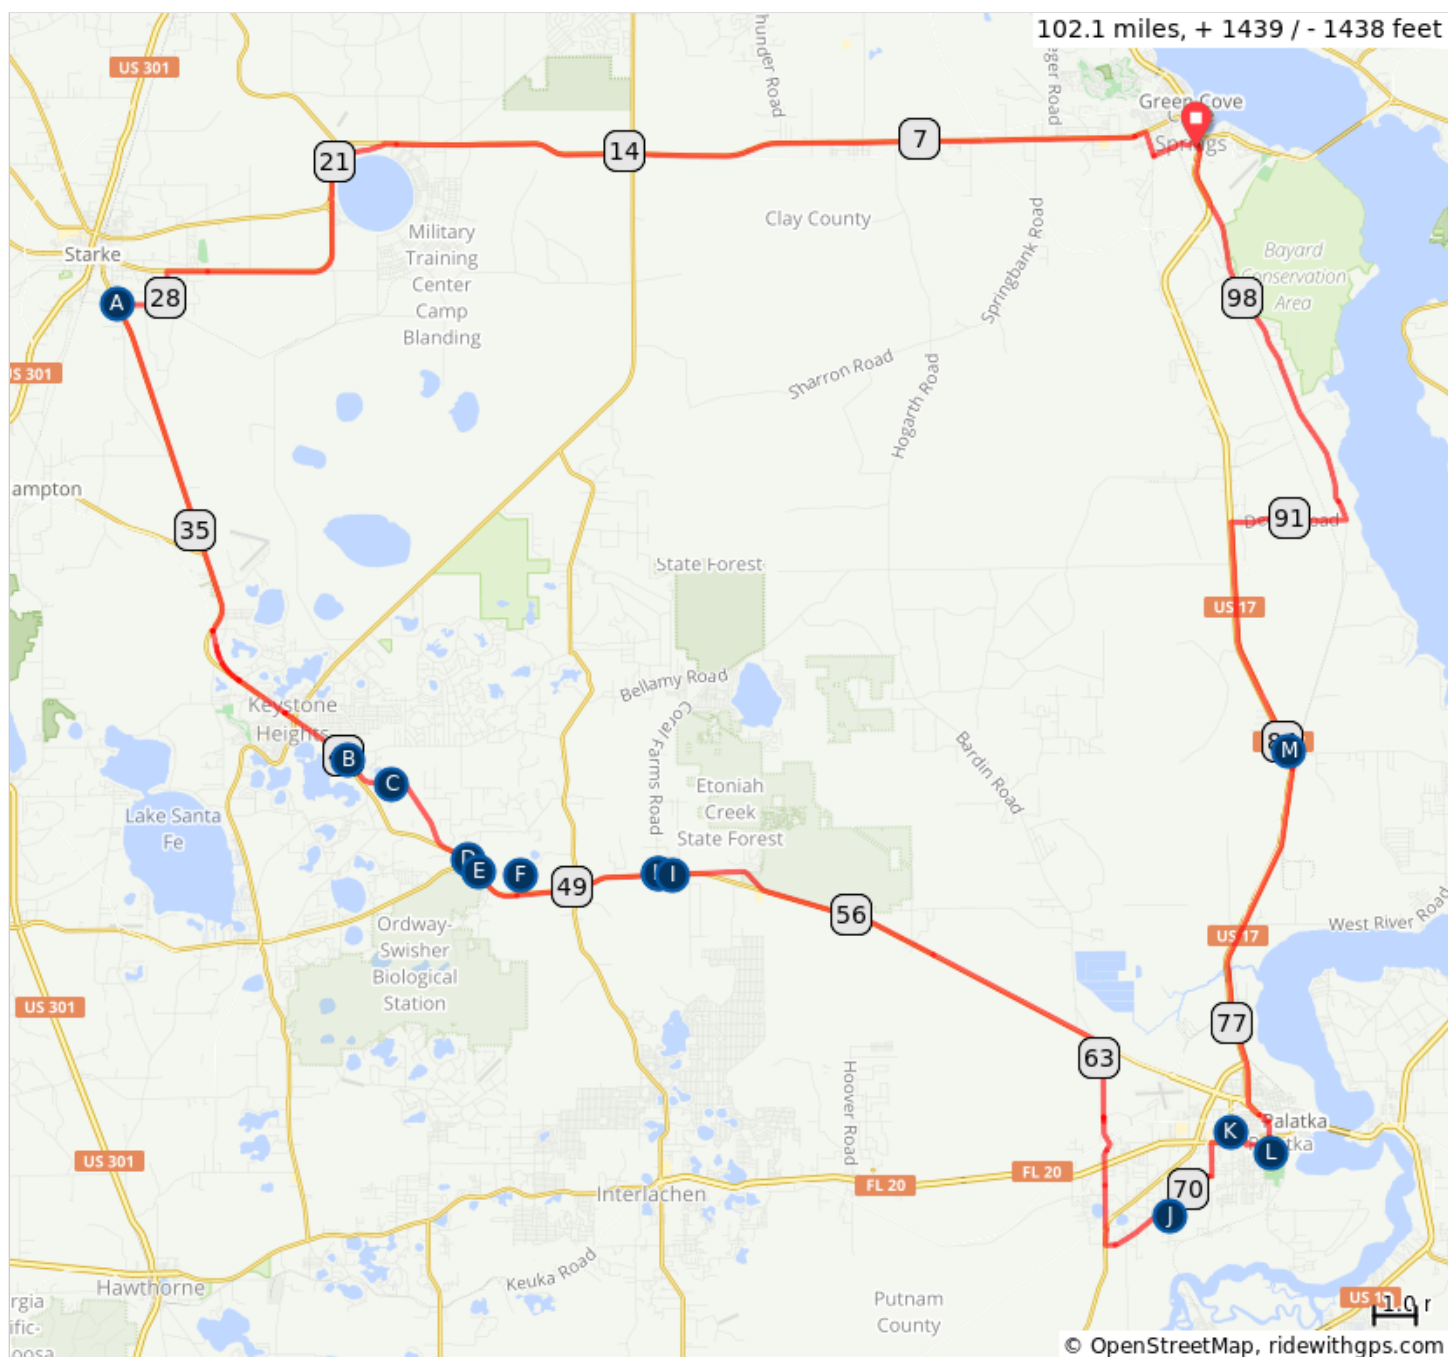 102.1 miles, + 1439 / - 1438 feet
US 301
Green Cove
Springs
21
14
7
Clay County
Military
Training
Center
Camp
Blanding
Starke
Springbank Road
Bayard
Conservation
Area
A
28
98
US 301
Sharron Road
Hogarth Road
35
91
State Forest
US 17
Bellamy Road
Keystone
Heights
Coral Farms Road
Bardin Road
B
M
C
Etoniah
Creek
State Forest
Lake Santa
Fe
E
F
49
I
56
West River Road
Ordway-
Swisher
Biological
Station
US 17
US 301
77
63
Hoover Road
Palatka
K
L
US 301
FL 20
FL 20
70
Interlachen
J
Keuka Road
Hawthorne
Putnam
County
1.0
© OpenStreetMap, ridewithgps.com